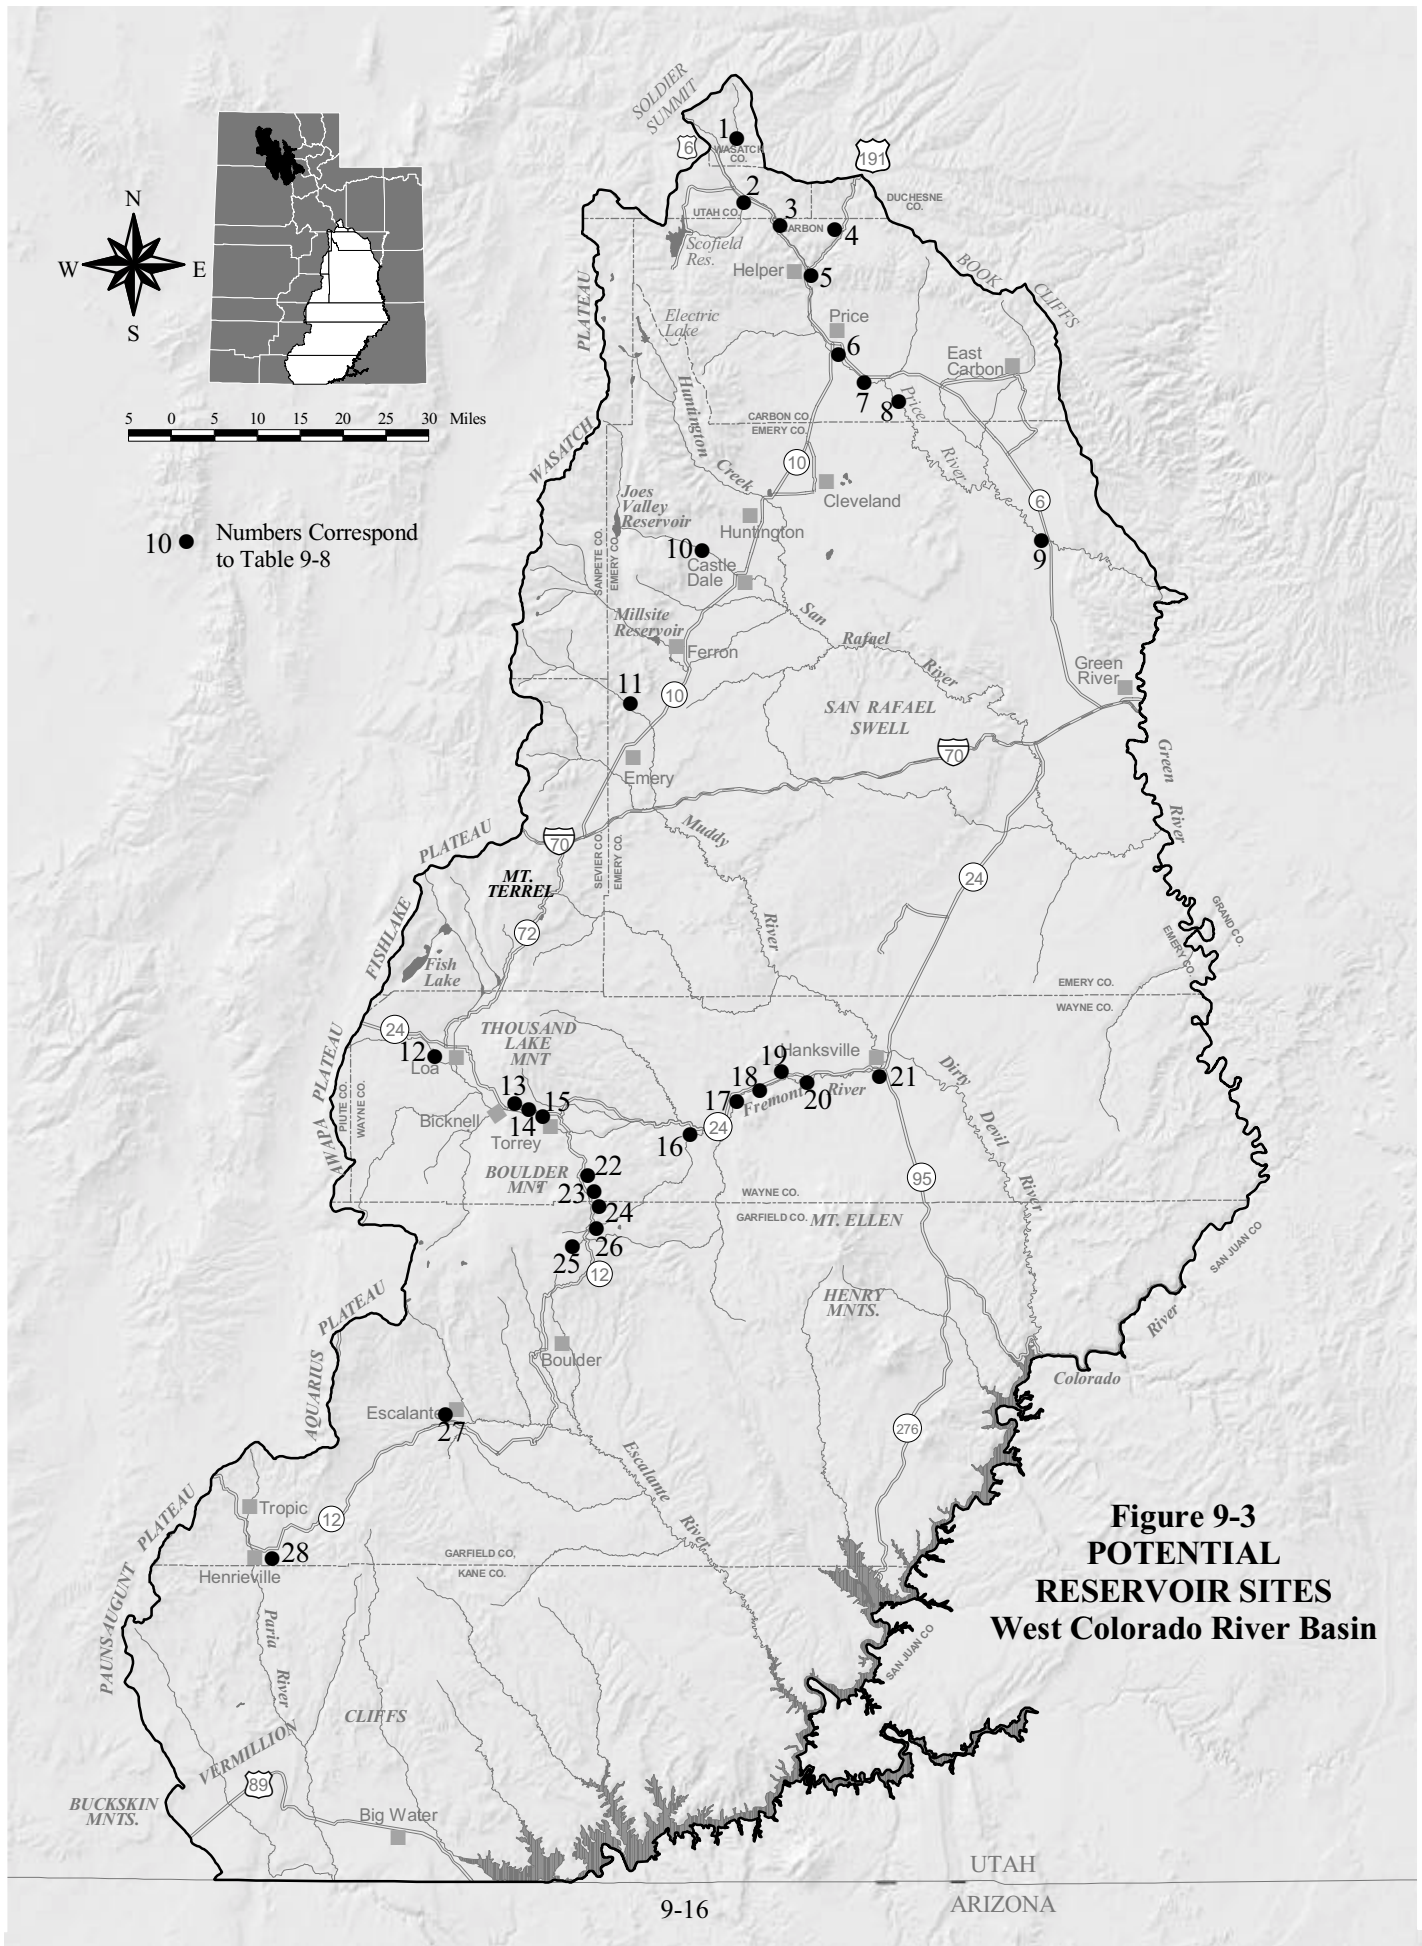 SOLDIER
SUMMIT
1
6
WASATCH
CO.
191
2
UTAH CO.
3
CARBON
4
DUCHESNE
CO.
N
W
E
S
Scofield
Res.
Helper
5
BOOK
CLIFFS
PLATEAU
Electric
Lake
Price
6
East
Carbon
7
8
Price
River
5 0 5 10 15 20 25 30 Miles
CARBON CO.
EMERY CO.
Huntington
Creek
WASATCH
10
Cleveland
6
Joes
Valley
Reservoir
Huntington
10 Numbers Correspond
to Table 9-8
SANPETE CO.
EMERY CO.
10
Castle
Dale
9
Millsite
Reservoir
San
Rafael
River
Ferron
Green
River
11
10
SAN RAFAEL
SWELL
70
Emery
Green
River
PLATEAU
70
SEVIER CO.
EMERY CO.
Muddy
River
MT.
TERREL
24
FISHLAKE
72
Fish
Lake
GRAND CO.
EMERY CO.
EMERY CO.
WAYNE CO.
AWAPA PLATEAU
24
12
Loa
THOUSAND
LAKE
MNT
PIUTE CO.
WAYNE CO.
19
Hanksville
18
17
Fremont
River
20
21
Dirty
Devil
River
13
14
15
Bicknell
Torrey
24
16
BOULDER
MNT
22
23
24
25
26
12
95
WAYNE CO.
GARFIELD CO.
MT. ELLEN
SAN JUAN CO
HENRY
MNTS.
PLATEAU
AQUARIUS
River
Colorado
Boulder
Escalante
27
276
Escalante
River
PLATEAU
Tropic
12
28
Henrieville
GARFIELD CO,
KANE CO.
Figure 9-3
POTENTIAL
RESERVOIR SITES
West Colorado River Basin
PAUNSAUGUNT
Paria
River
SAN JUAN CO
CLIFFS
VERMILLION
89
BUCKSKIN
MNTS.
Big Water
UTAH
ARIZONA
9-16